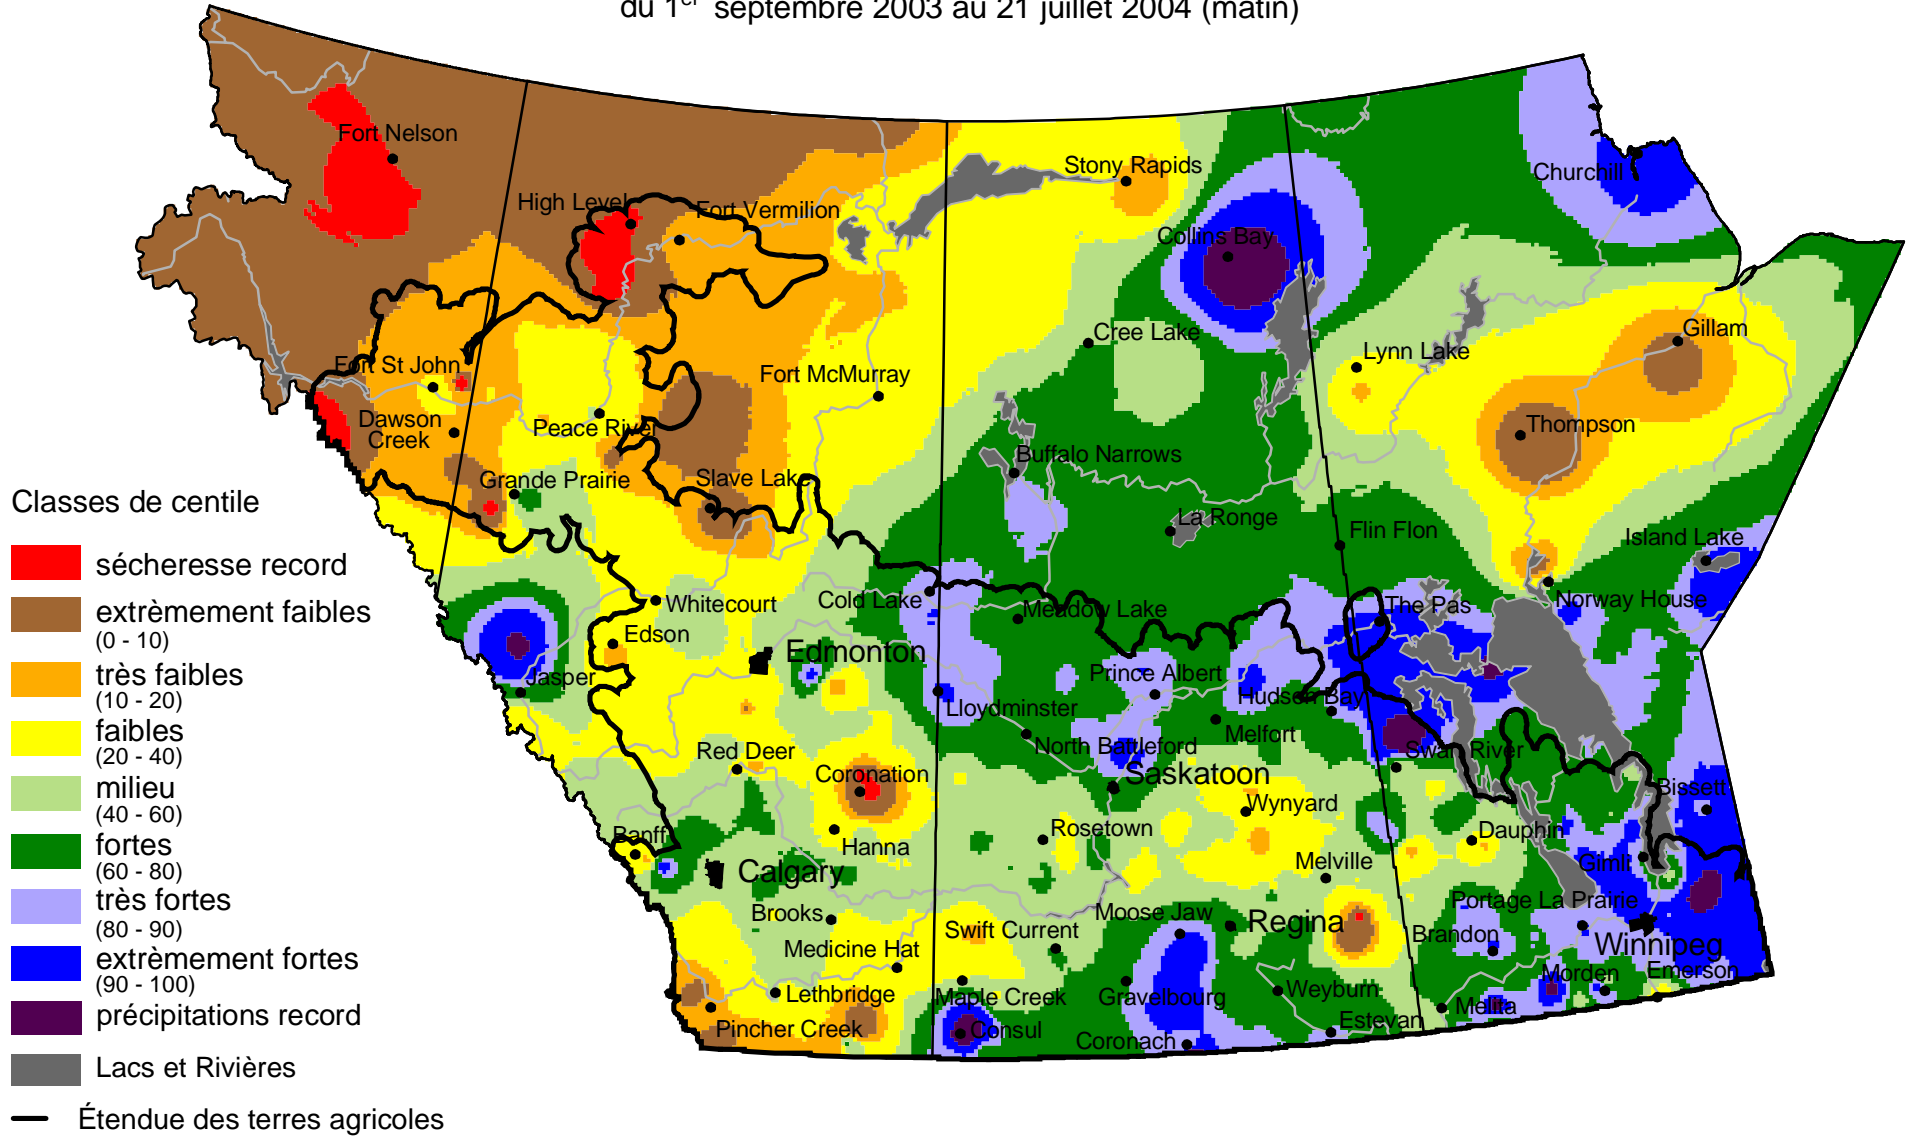 du 1er septembre 2003 au 21 juillet 2004 (matin)
Fort Nelson
High Level
Fort Vermilion
Stony Rapids
Churchill
Collins Bay
Cree Lake
Lynn Lake
Gillam
Fort St John
Fort McMurray
Dawson
Creek
Peace River
Thompson
Buffalo Narrows
Grande Prairie
Slave Lake
La Ronge
Flin Flon
Island Lake
Whitecourt
Cold Lake
Meadow Lake
The Pas
Norway House
Edson
Edmonton
Jasper
Prince Albert
Hudson Bay
Lloydminster
North Battleford
Melfort
Swan River
Red Deer
Coronation
Saskatoon
Bissett
Wynyard
Banff
Hanna
Rosetown
Dauphin
Calgary
Melville
Gimli
Brooks
Moose Jaw
Regina
Portage La Prairie
Medicine Hat
Swift Current
Brandon
Winnipeg
Lethbridge
Maple Creek
Gravelbourg
Weyburn
Morden
Emerson
Pincher Creek
Consul
Coronach
Estevan
Melita
Classes de centile
sécheresse record
extrèmement faibles
(0 - 10)
très faibles
(10 - 20)
faibles
(20 - 40)
milieu
(40 - 60)
fortes
(60 - 80)
très fortes
(80 - 90)
extrèmement fortes
(90 - 100)
précipitations record
Lacs et Rivières
Étendue des terres agricoles